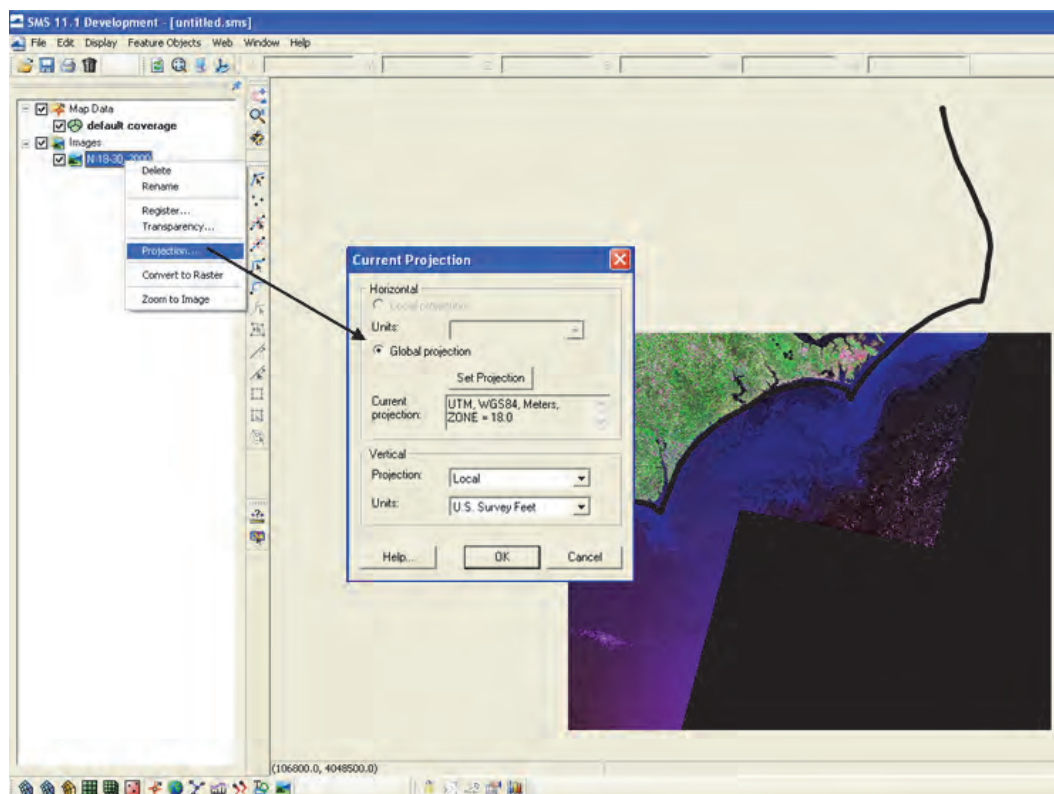 SMS 11.1 Development - [untitled.sms]
File Edit Display Feature Objects Web Window Help
Map Data
default coverage
Images
N-18-30_2000
Delete
Rename
Register...
Transparency...
Projection...
Convert to Raster
Zoom to Image
Current Projection
Horizontal
Local projection
Units:
Global projection
Set Projection
Current projection:
UTM, WGS84, Meters,
ZONE = 18.0
Vertical
Projection: Local
Units: U.S. Survey Feet
Help... OK Cancel
(106800.0, 4048500.0)